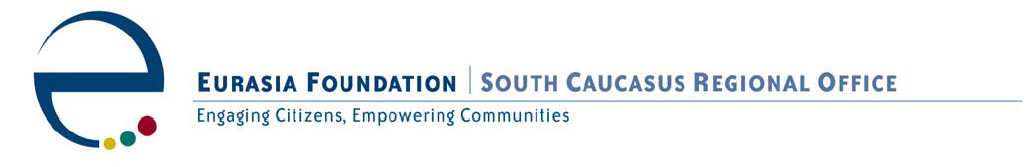 EURASIA FOUNDATION | SOUTH CAUCASUS REGIONAL OFFICE
Engaging Citizens, Empowering Communities